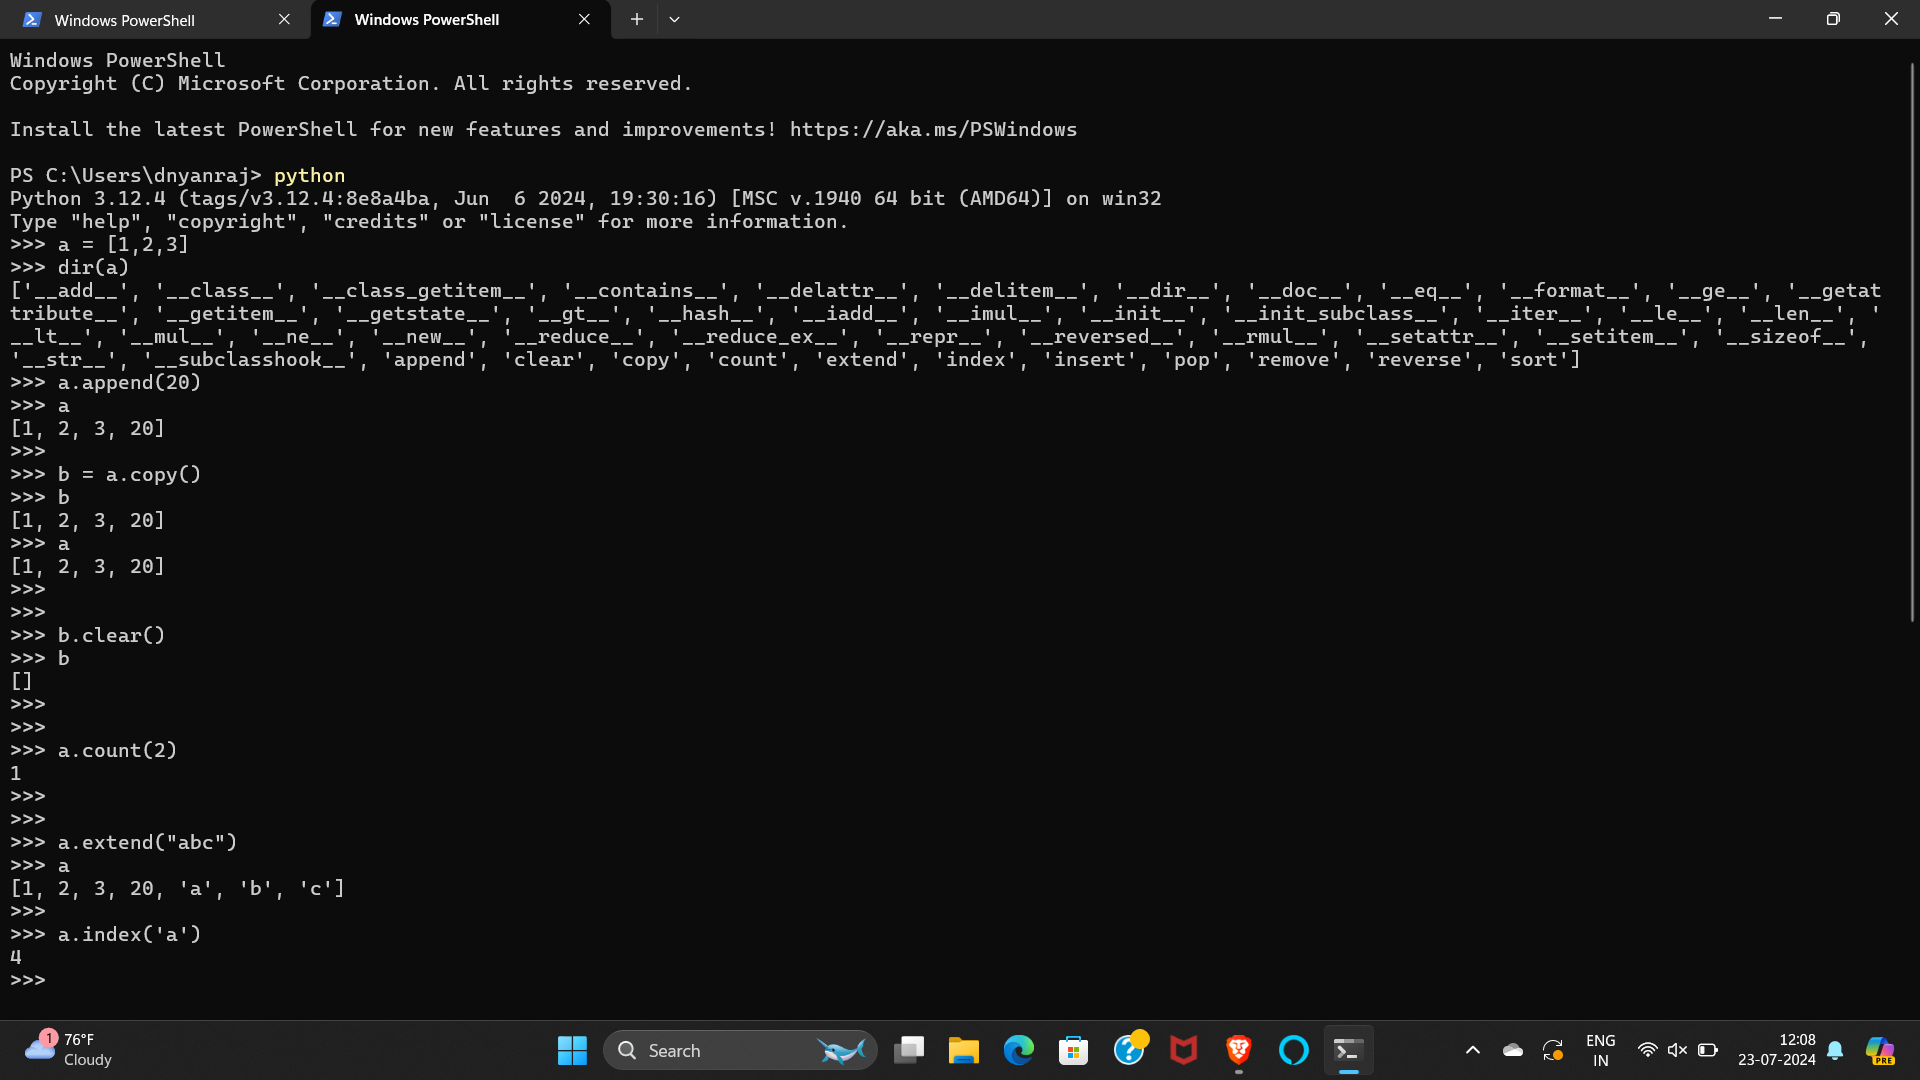 Windows PowerShell
Windows PowerShell
Windows PowerShell
Copyright (C) Microsoft Corporation. All rights reserved.
Install the latest PowerShell for new features and improvements! https://aka.ms/PSWindows
PS C:\Users\dnyanraj> python
Python 3.12.4 (tags/v3.12.4:8e8a4ba, Jun  6 2024, 19:30:16) [MSC v.1940 64 bit (AMD64)] on win32
Type "help", "copyright", "credits" or "license" for more information.
>>> a = [1,2,3]
>>> dir(a)
['__add__', '__class__', '__class_getitem__', '__contains__', '__delattr__', '__delitem__', '__dir__', '__doc__', '__eq__', '__format__', '__ge__', '__getat
tribute__', '__getitem__', '__getstate__', '__gt__', '__hash__', '__iadd__', '__imul__', '__init__', '__init_subclass__', '__iter__', '__le__', '__len__', '
__lt__', '__mul__', '__ne__', '__new__', '__reduce__', '__reduce_ex__', '__repr__', '__reversed__', '__rmul__', '__setattr__', '__setitem__', '__sizeof__',
'__str__', '__subclasshook__', 'append', 'clear', 'copy', 'count', 'extend', 'index', 'insert', 'pop', 'remove', 'reverse', 'sort']
>>> a.append(20)
>>> a
[1, 2, 3, 20]
>>>
>>> b = a.copy()
>>> b
[1, 2, 3, 20]
>>> a
[1, 2, 3, 20]
>>>
>>>
>>> b.clear()
>>> b
[]
>>>
>>>
>>> a.count(2)
1
>>>
>>>
>>> a.extend("abc")
>>> a
[1, 2, 3, 20, 'a', 'b', 'c']
>>>
>>> a.index('a')
4
>>>
1
76°F
Cloudy
Search
ENG
IN
12:08
23-07-2024
PRE